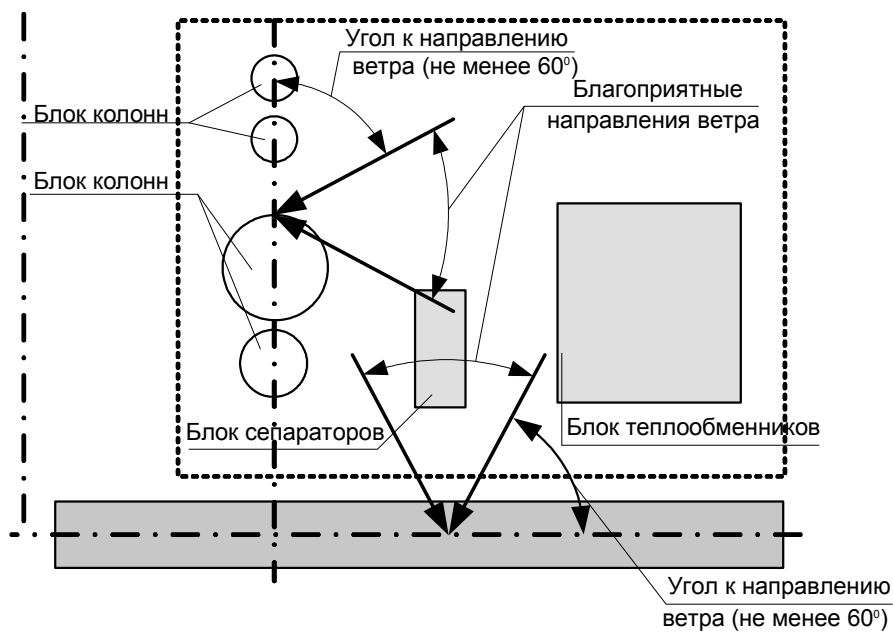 Угол к направлению
ветра (не менее 60⁰)
Благоприятные
направления ветра
Блок колонн
Блок колонн
Блок сепараторов
Блок теплообменников
Угол к направлению
ветра (не менее 60⁰)